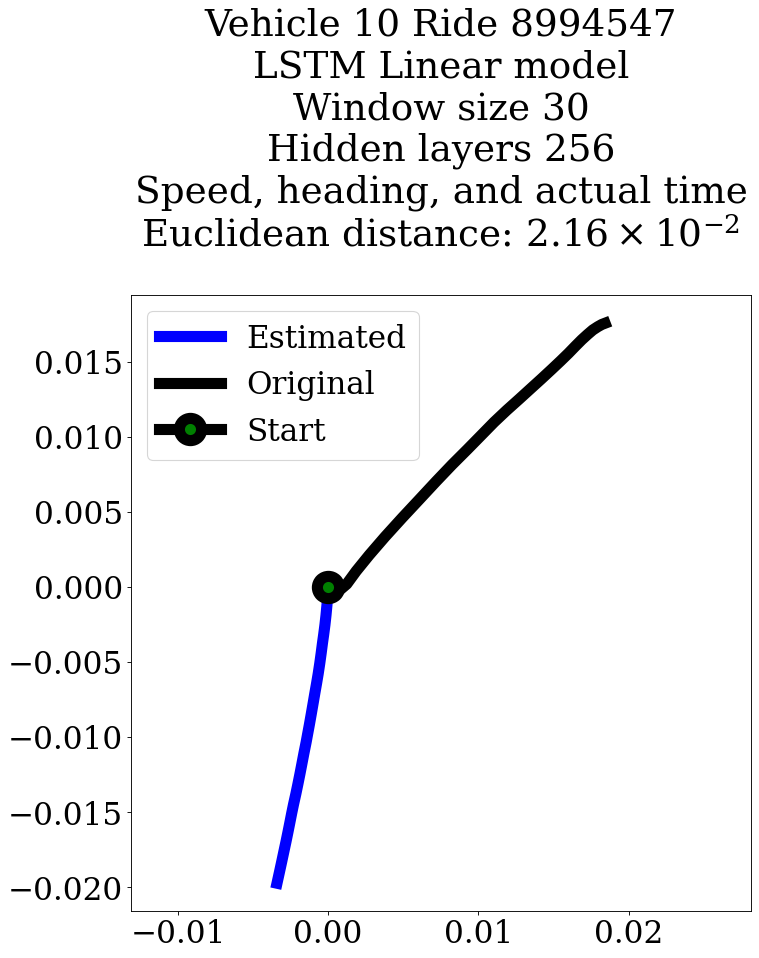 Vehicle 10 Ride 8994547
LSTM Linear model
Window size 30
Hidden layers 256
Speed, heading, and actual time
Euclidean distance: 2.16 × 10⁻²
Estimated
Original
Start
0.015
0.010
0.005
0.000
−0.005
−0.010
−0.015
−0.020
−0.01 0.00 0.01 0.02